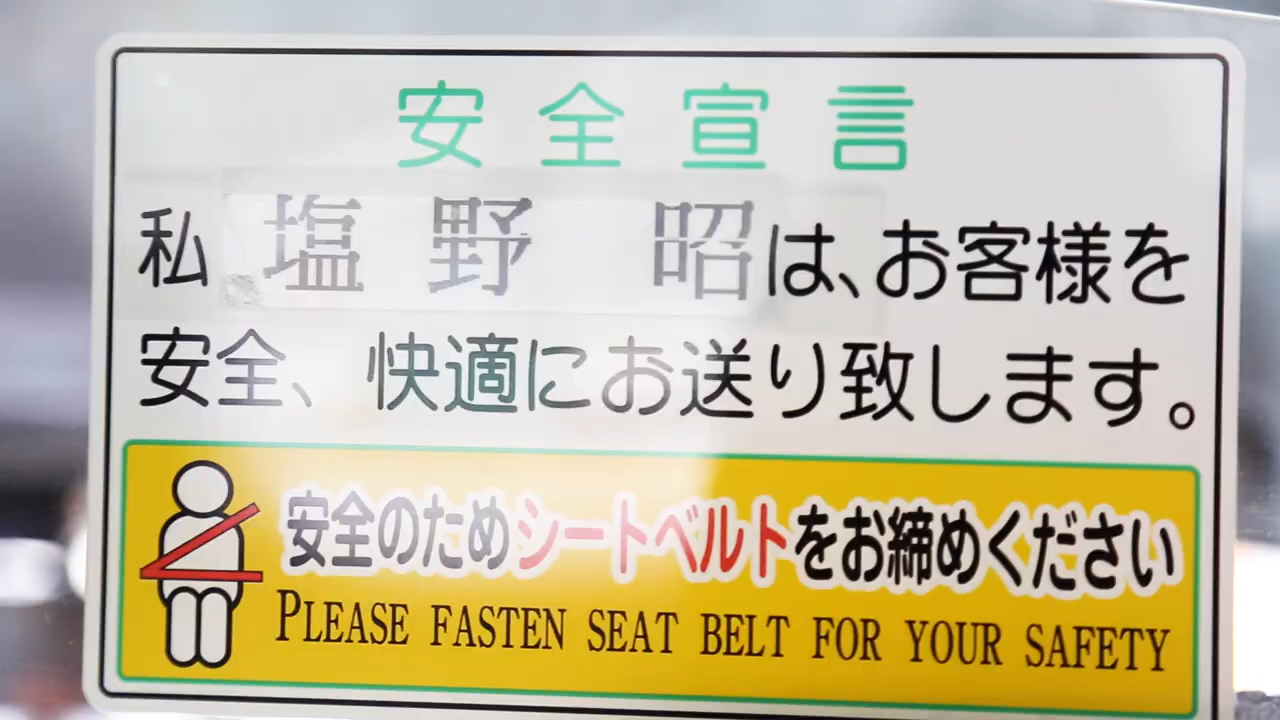 安全宣言
私 塩野 昭は、お客様を
安全、快適にお送り致します。
安全のためシートベルトをお締めください
PLEASE FASTEN SEAT BELT FOR YOUR SAFETY